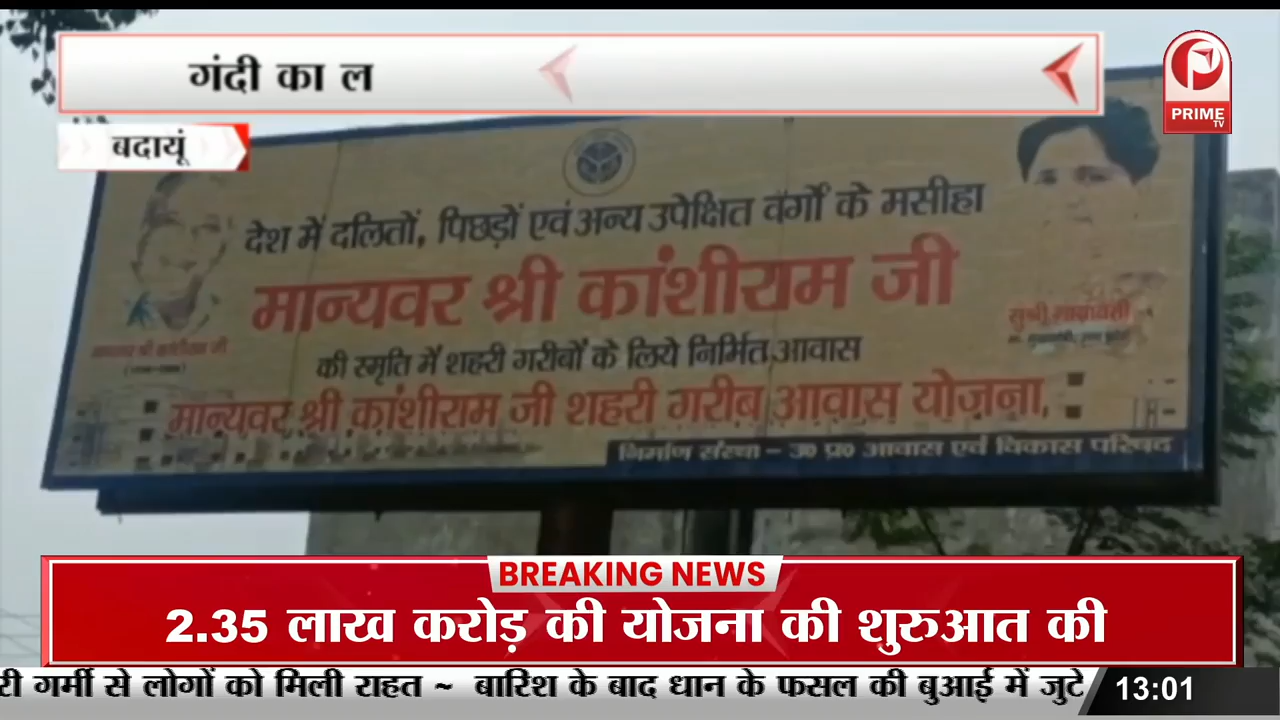 गंदी का ल
PRIME
TV
बदायूं
देश में दलितों, पिछड़ों एवं अन्य उपेक्षित वर्गों के मसीहा
मान्यवर श्री कांशीराम जी
की स्मृति में शहरी गरीबों के लिये निर्मित आवास
मान्यवर श्री कांशीराम जी शहरी गरीब आवास योजना,
निर्माण संस्था - उ० प्र० आवास एवं विकास परिषद
मान्यवर श्री कांशीराम जी
सुश्री मायावती
BREAKING NEWS
2.35 लाख करोड़ की योजना की शुरुआत की
री गर्मी से लोगों को मिली राहत ~ बारिश के बाद धान के फसल की बुआई में जुटे
13:01